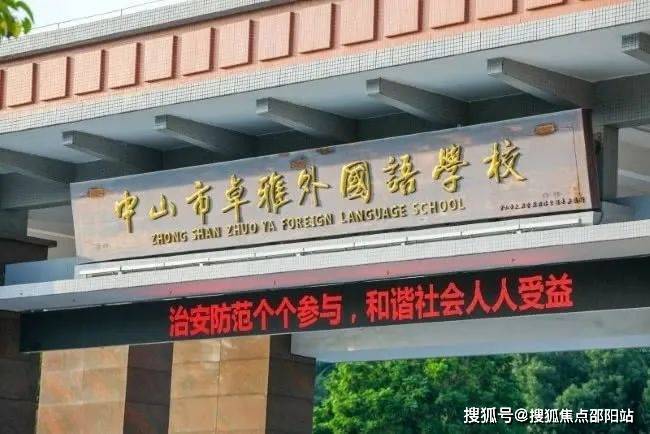 中山市卓雅外國語學校
ZHONG SHAN ZHUO YA FOREIGN LANGUAGE SCHOOL
治安防范个个参与，和谐社会人人受益
搜狐号@搜狐焦点邵阳站